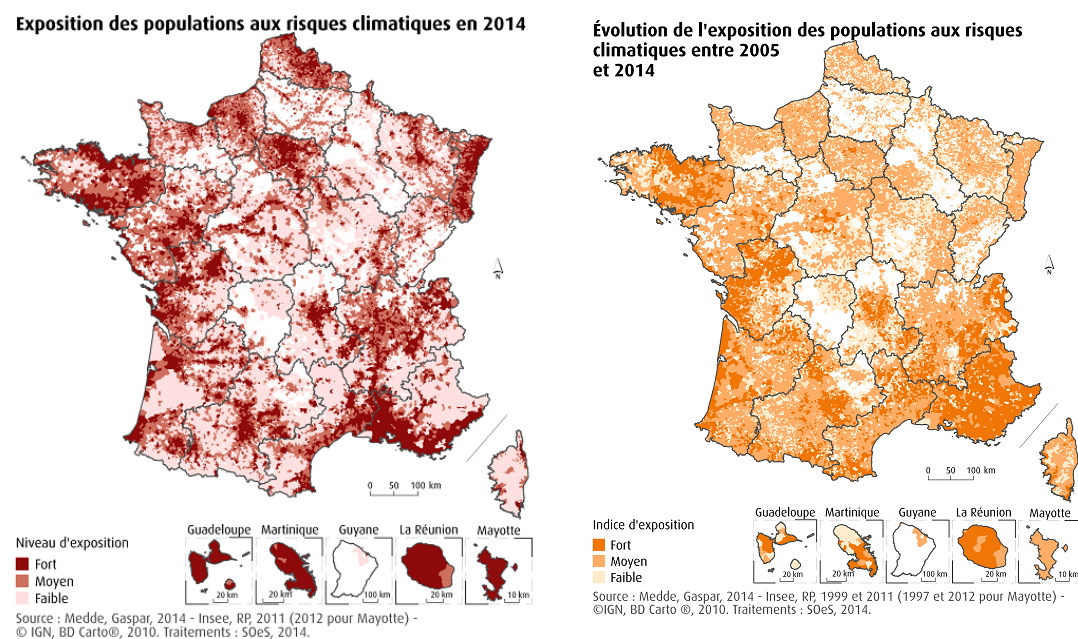 Exposition des populations aux risques climatiques en 2014
N
0 50 100 km
Guadeloupe
Martinique
Guyane
La Réunion
Mayotte
Niveau d'exposition
Fort
Moyen
Faible
20 km
20 km
100 km
20 km
10 km
Source : Medde, Gaspar, 2014 - Insee, RP, 2011 (2012 pour Mayotte) -
© IGN, BD Carto®, 2010. Traitements : SOeS, 2014.
Évolution de l'exposition des populations aux risques
climatiques entre 2005
et 2014
N
0 50 100 km
Guadeloupe
Martinique
Guyane
La Réunion
Mayotte
Indice d'exposition
Fort
Moyen
Faible
20 km
20 km
100 km
20 km
10 km
Source : Medde, Gaspar, 2014 - Insee, RP, 1999 et 2011 (1997 et 2012 pour Mayotte) -
©IGN, BD Carto ®, 2010. Traitements : SOeS, 2014.